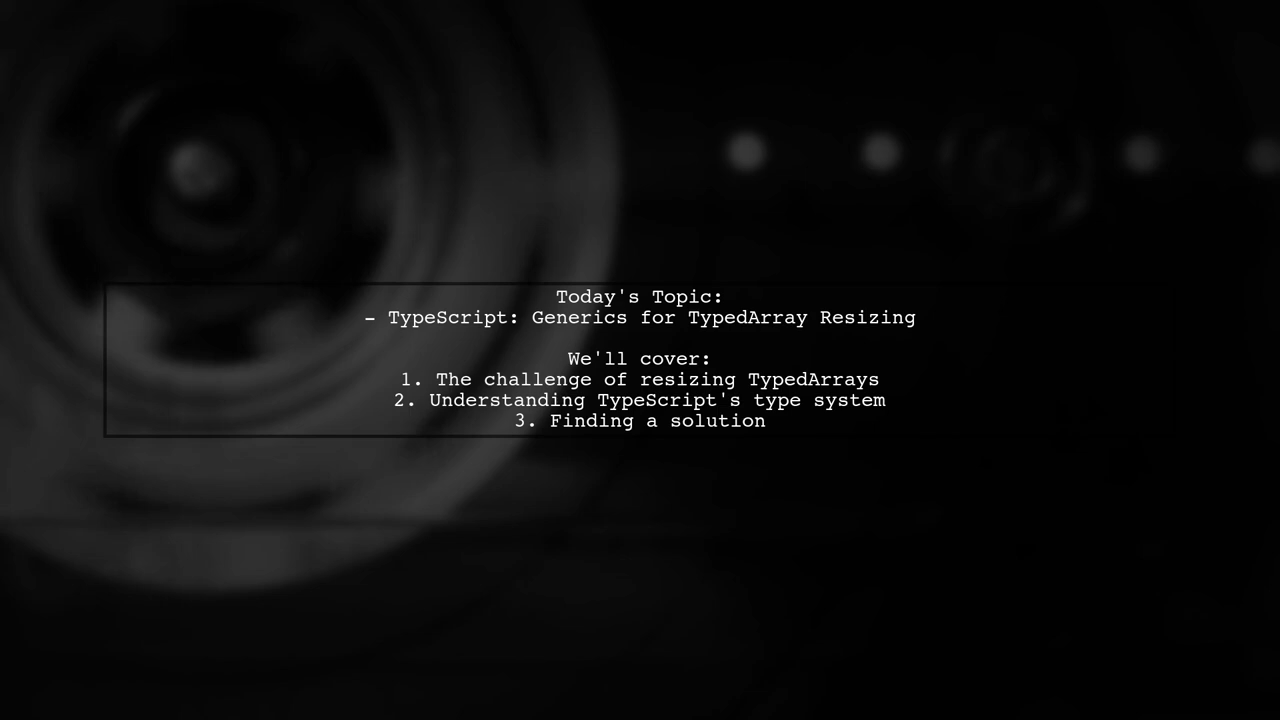 Today's Topic:
- TypeScript: Generics for TypedArray Resizing
We'll cover:
1. The challenge of resizing TypedArrays
2. Understanding TypeScript's type system
3. Finding a solution